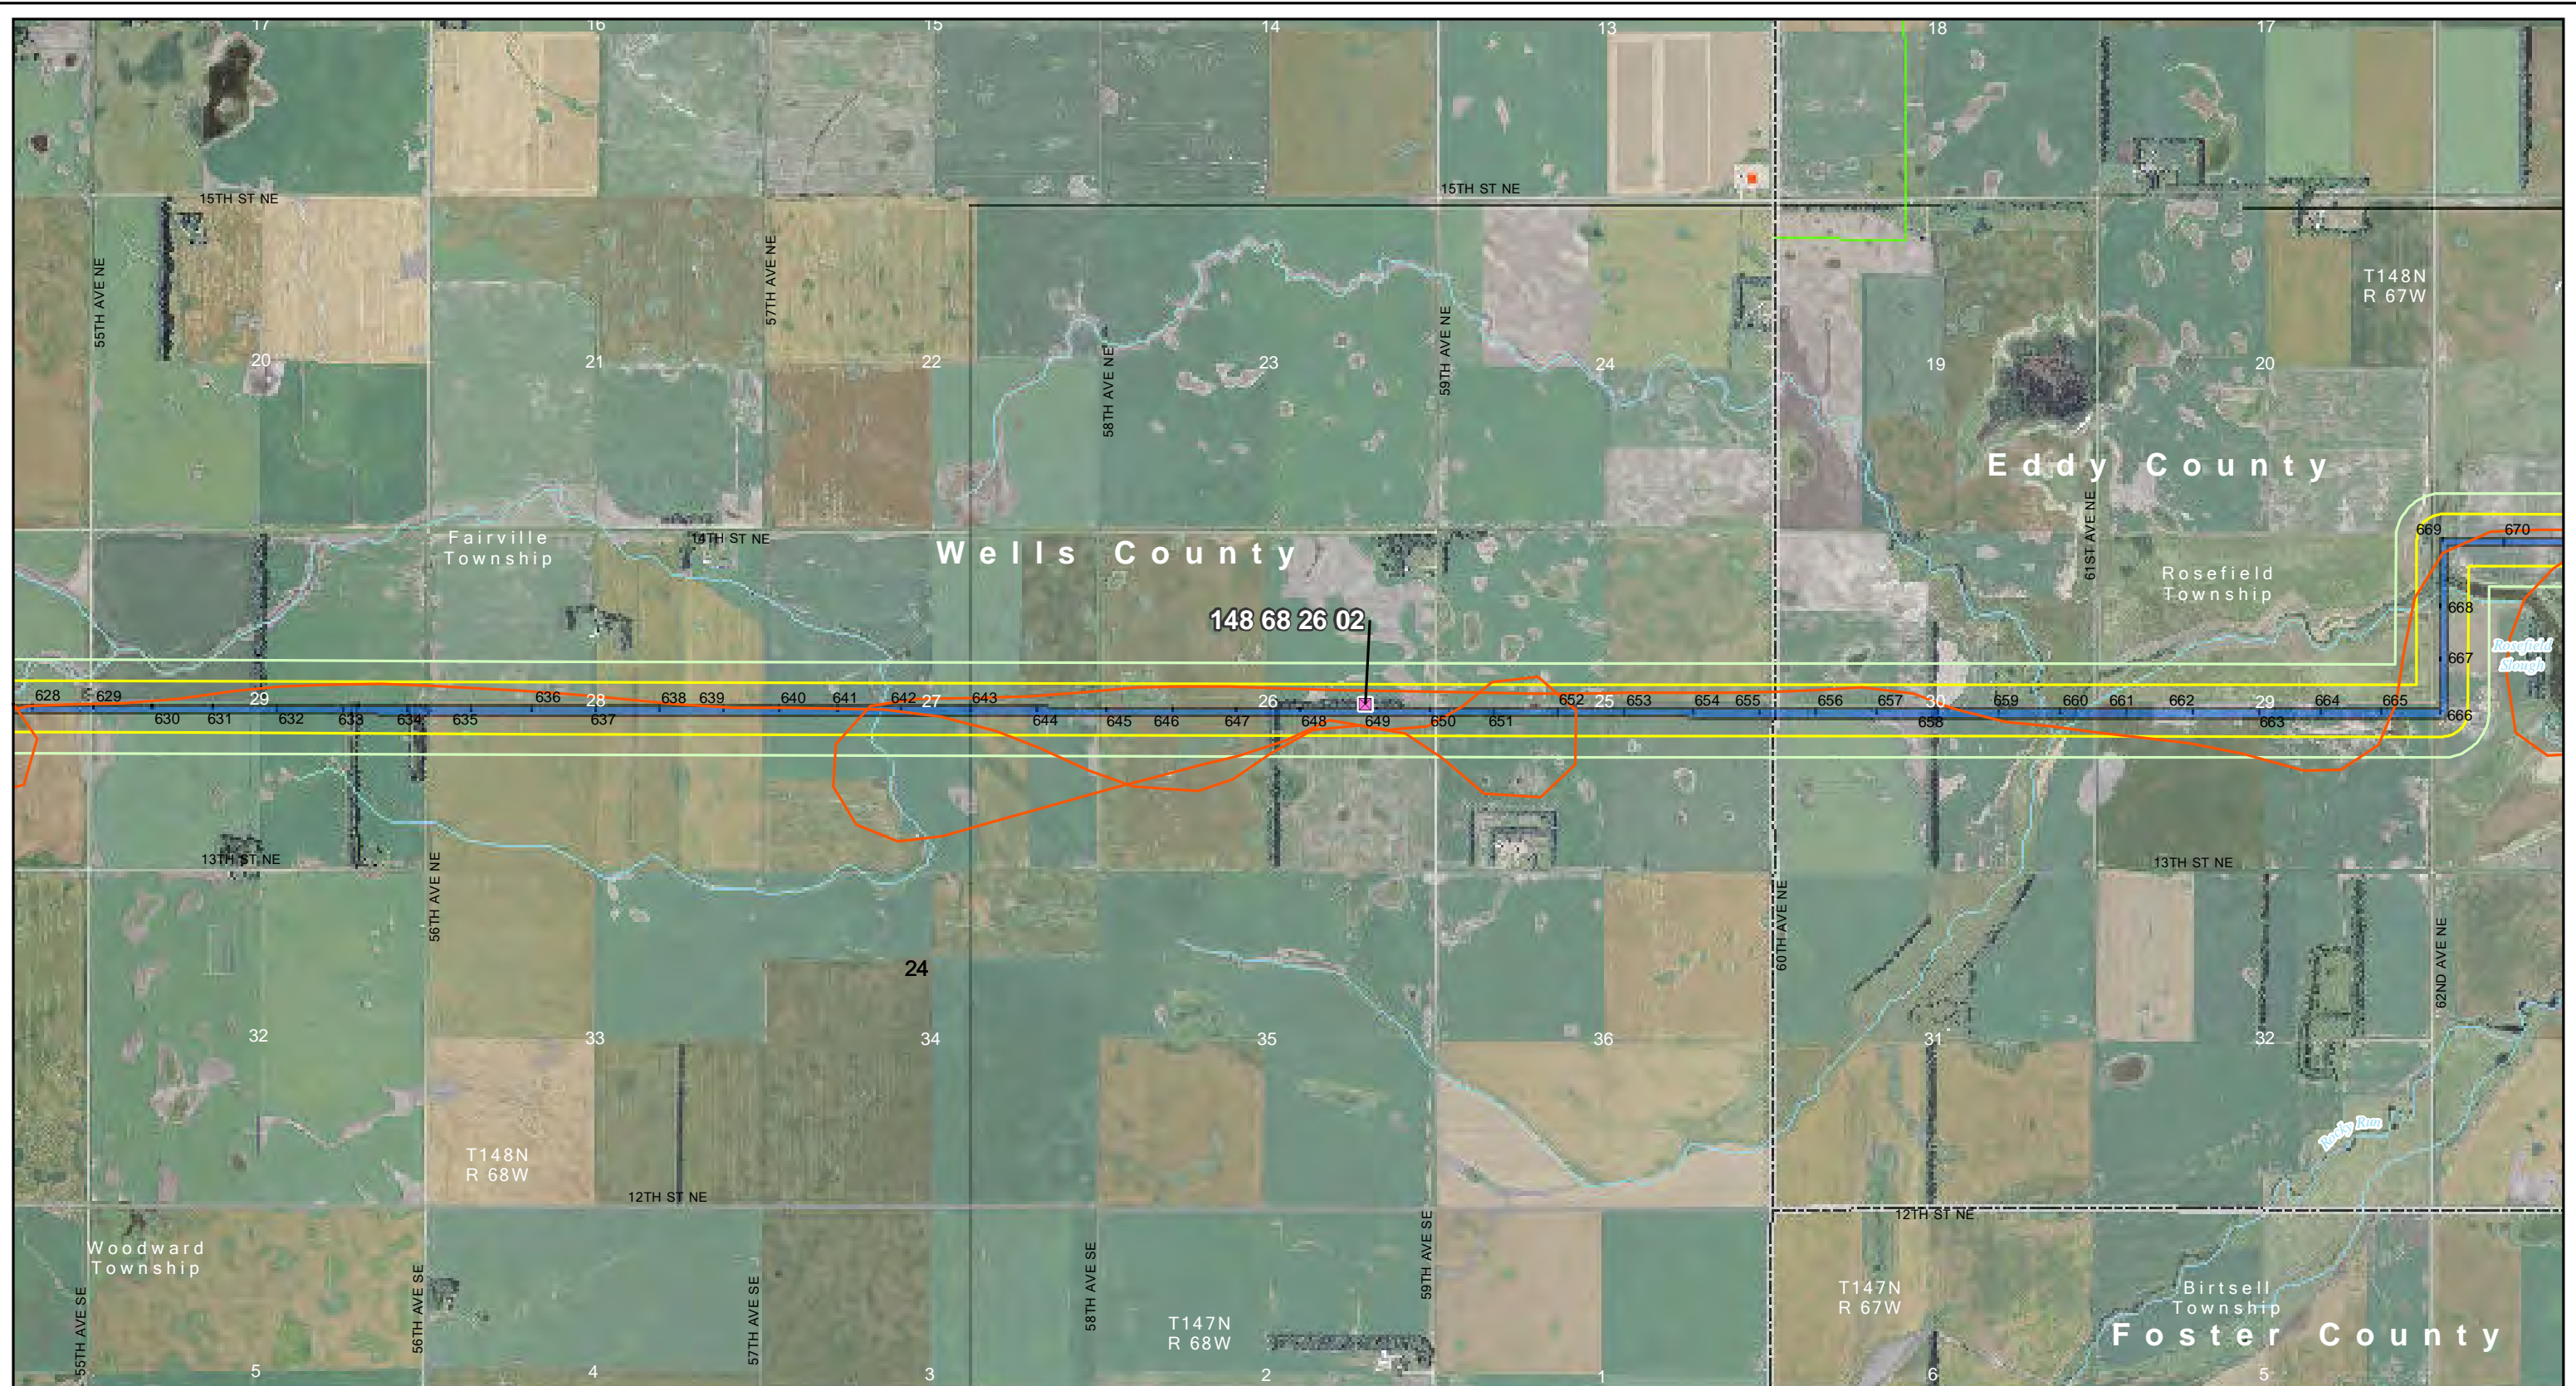 17
16
15
14
13
18
17
15TH ST NE
15TH ST NE
55TH AVE NE
57TH AVE NE
58TH AVE NE
59TH AVE NE
T148N
R 67W
20
21
22
23
24
19
20
Eddy County
61ST AVE NE
Fairville
Township
14TH ST NE
Wells County
Rosefield
Township
148 68 26 02
669
670
668
667
666
Rosefield
Slough
628
629
29
636
28
638
639
640
641
642
27
643
26
652
25
653
654
655
656
657
30
659
660
661
662
29
664
665
630
631
632
633
634
635
637
644
645
646
647
648
649
650
651
658
663
13TH ST NE
13TH ST NE
56TH AVE NE
60TH AVE NE
62ND AVE NE
24
32
33
34
35
36
31
32
Rocky Run
T148N
R 68W
12TH ST NE
12TH ST NE
Woodward
Township
55TH AVE SE
56TH AVE SE
57TH AVE SE
58TH AVE SE
59TH AVE SE
T147N
R 68W
T147N
R 67W
Birtsell
Township
Foster County
5
4
3
2
1
6
5